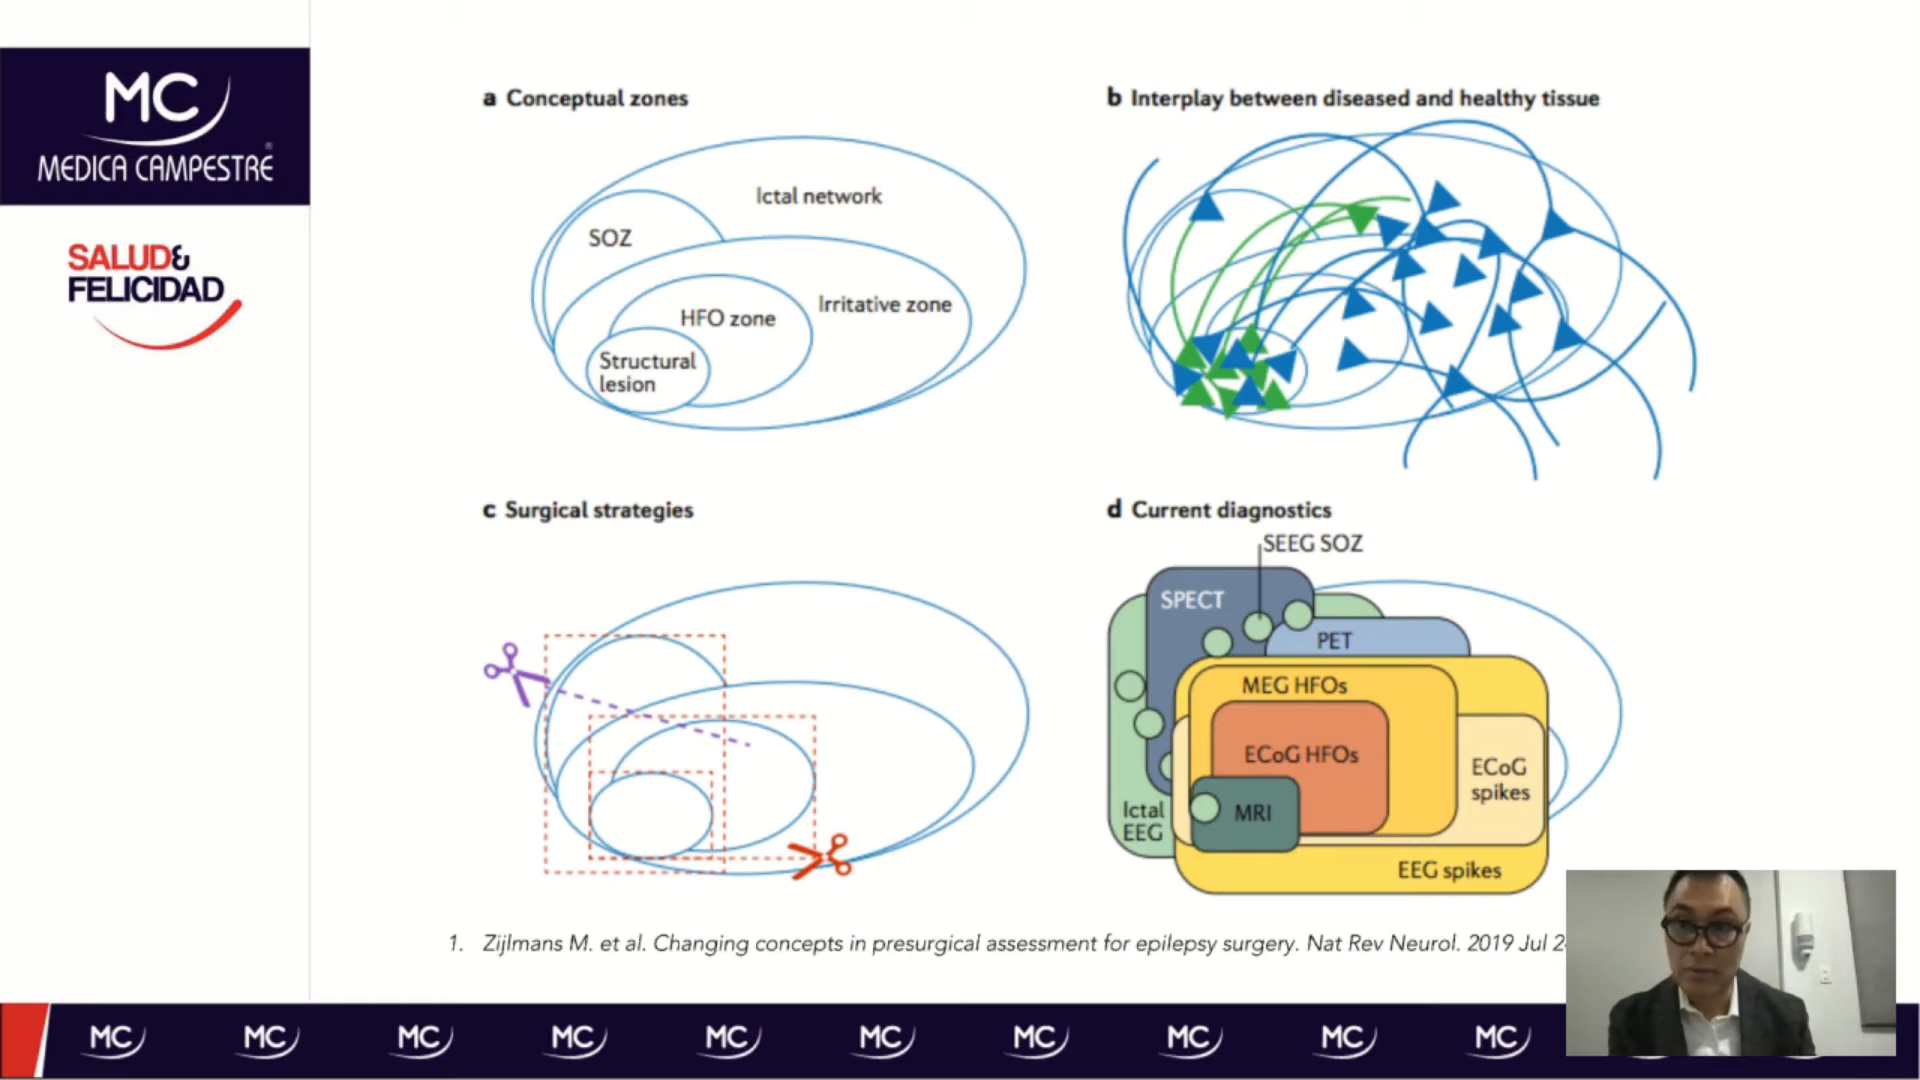 MC
MEDICA CAMPESTRE®
SALUD&
FELICIDAD
a Conceptual zones
Ictal network
SOZ
HFO zone
Irritative zone
Structural
lesion
b Interplay between diseased and healthy tissue
c Surgical strategies
d Current diagnostics
SEEG SOZ
SPECT
PET
MEG HFOs
ECoG HFOs
ECoG
spikes
MRI
Ictal
EEG
EEG spikes
1. Zijlmans M. et al. Changing concepts in presurgical assessment for epilepsy surgery. Nat Rev Neurol. 2019 Jul
MC MC MC MC MC MC MC MC MC MC